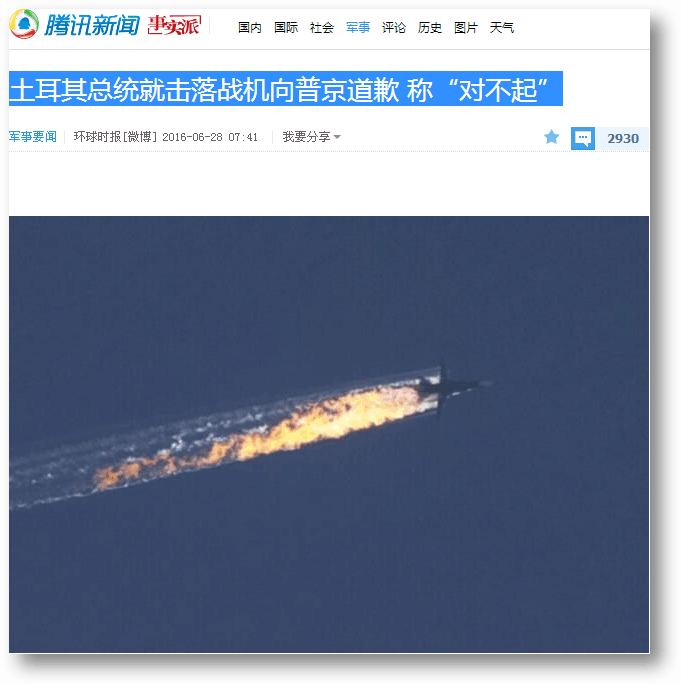 腾讯新闻 事实派 国内 国际 社会 军事 评论 历史 图片 天气
土耳其总统就击落战机向普京道歉 称“对不起”
军事要闻 环球时报[微博] 2016-06-28 07:41 我要分享 2930